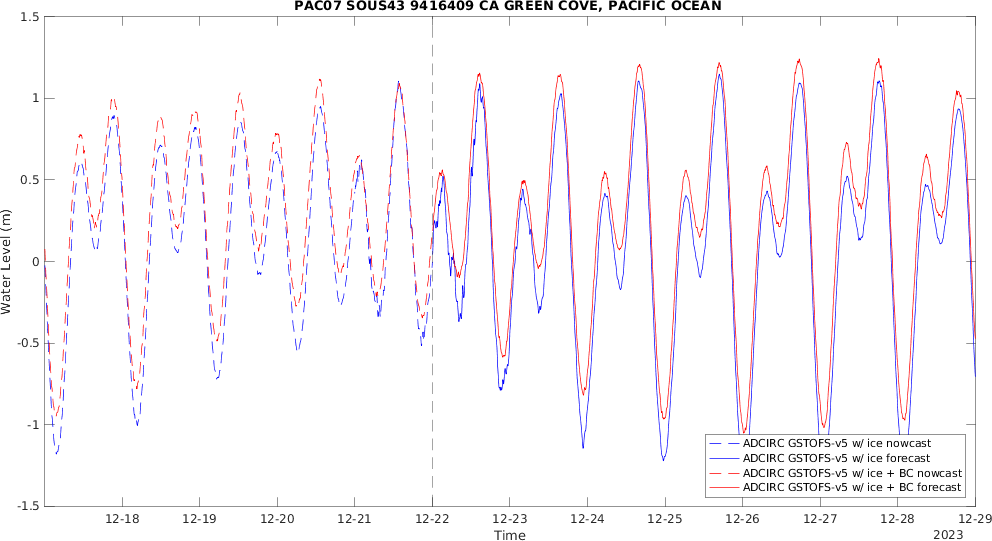 PAC07 SOUS43 9416409 CA GREEN COVE, PACIFIC OCEAN
Water Level (m)
1.5
1
0.5
0
-0.5
-1
-1.5
12-18
12-19
12-20
12-21
12-22
12-23
12-24
12-25
12-26
12-27
12-28
12-29
Time
2023
ADCIRC GSTOFS-v5 w/ ice nowcast
ADCIRC GSTOFS-v5 w/ ice forecast
ADCIRC GSTOFS-v5 w/ ice + BC nowcast
ADCIRC GSTOFS-v5 w/ ice + BC forecast